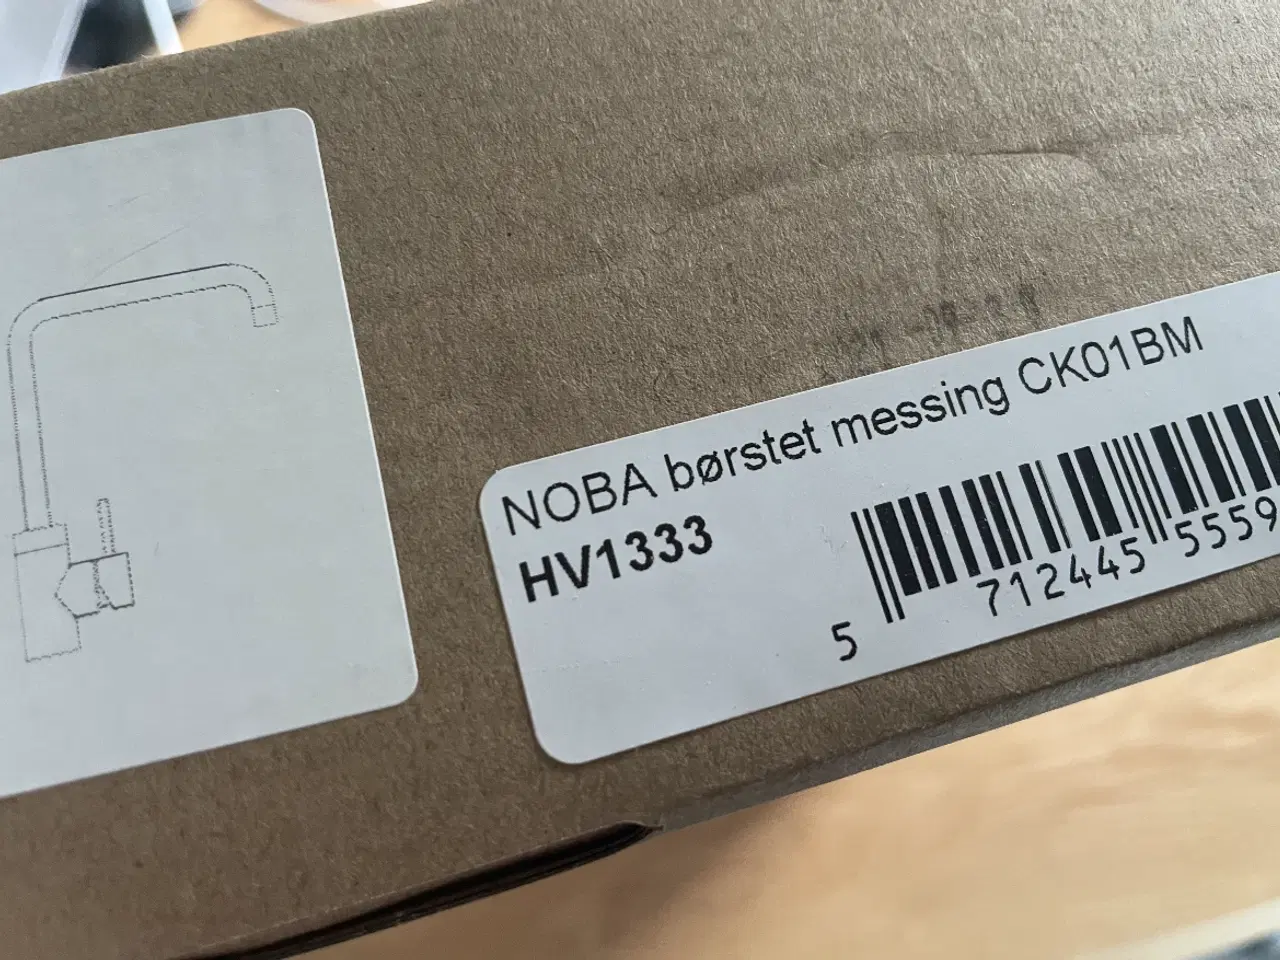 NOBA børstet messing CK01BM
HV1333
5 712445 5559